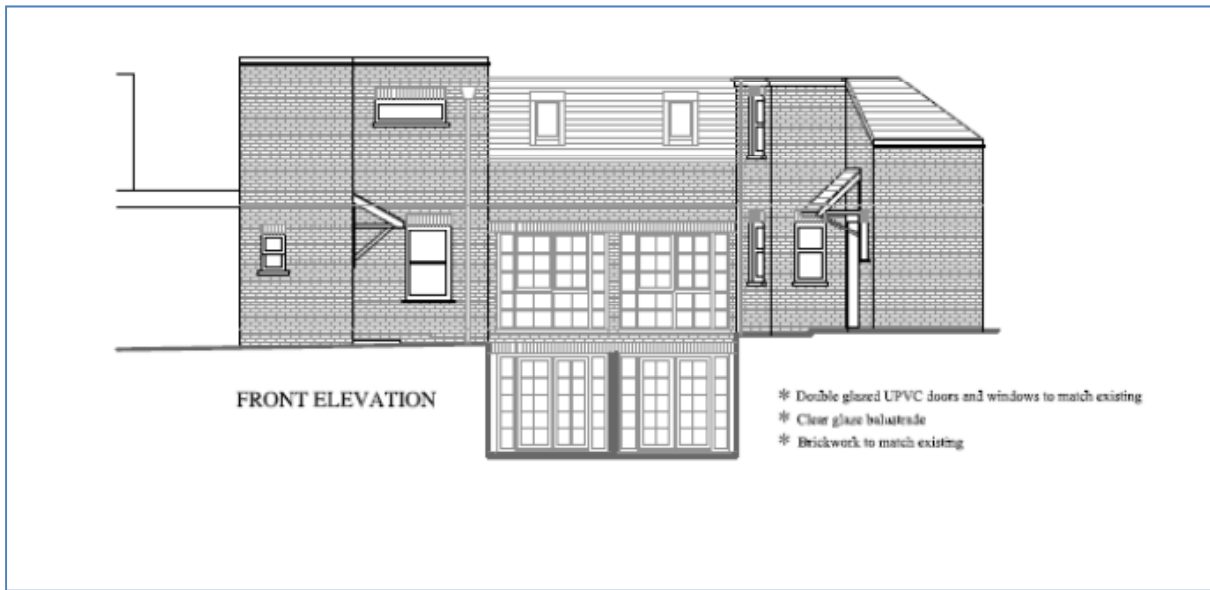 FRONT ELEVATION
* Double glazed UPVC doors and windows to match existing
* Clear glaze balustrade
* Brickwork to match existing